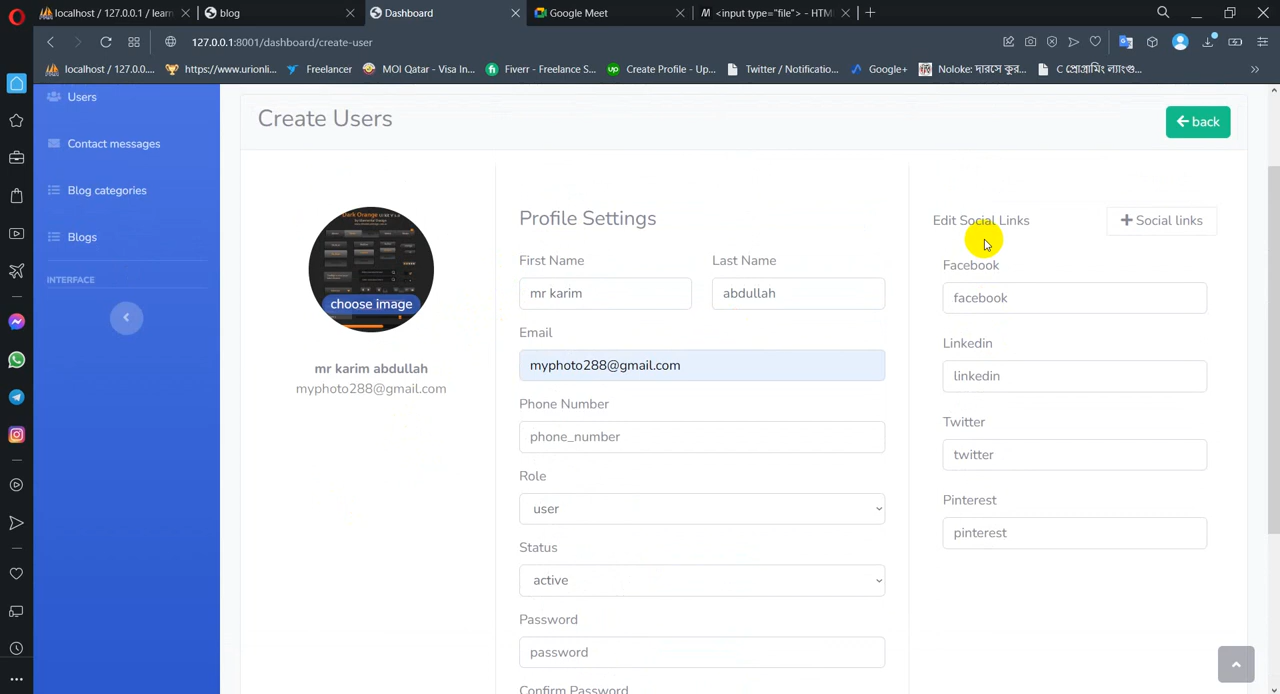 localhost / 127.0.0.1 / learn
blog
Dashboard
Google Meet
<input type="file"> - HTM
127.0.0.1:8001/dashboard/create-user
localhost / 127.0.0....
https://www.urionli...
Freelancer
MOI Qatar - Visa In...
Fiverr - Freelance S...
Create Profile - Up...
Twitter / Notificatio...
Google+
Noloke: দারসে কুর...
C প্রোগ্রামিং ল্যাংগু...
Users
Contact messages
Blog categories
Blogs
INTERFACE
Create Users
back
choose image
mr karim abdullah
myphoto288@gmail.com
Profile Settings
First Name
Last Name
mr karim
abdullah
Email
myphoto288@gmail.com
Phone Number
phone_number
Role
user
Status
active
Password
password
Confirm Password
Edit Social Links
Social links
Facebook
facebook
Linkedin
linkedin
Twitter
twitter
Pinterest
pinterest